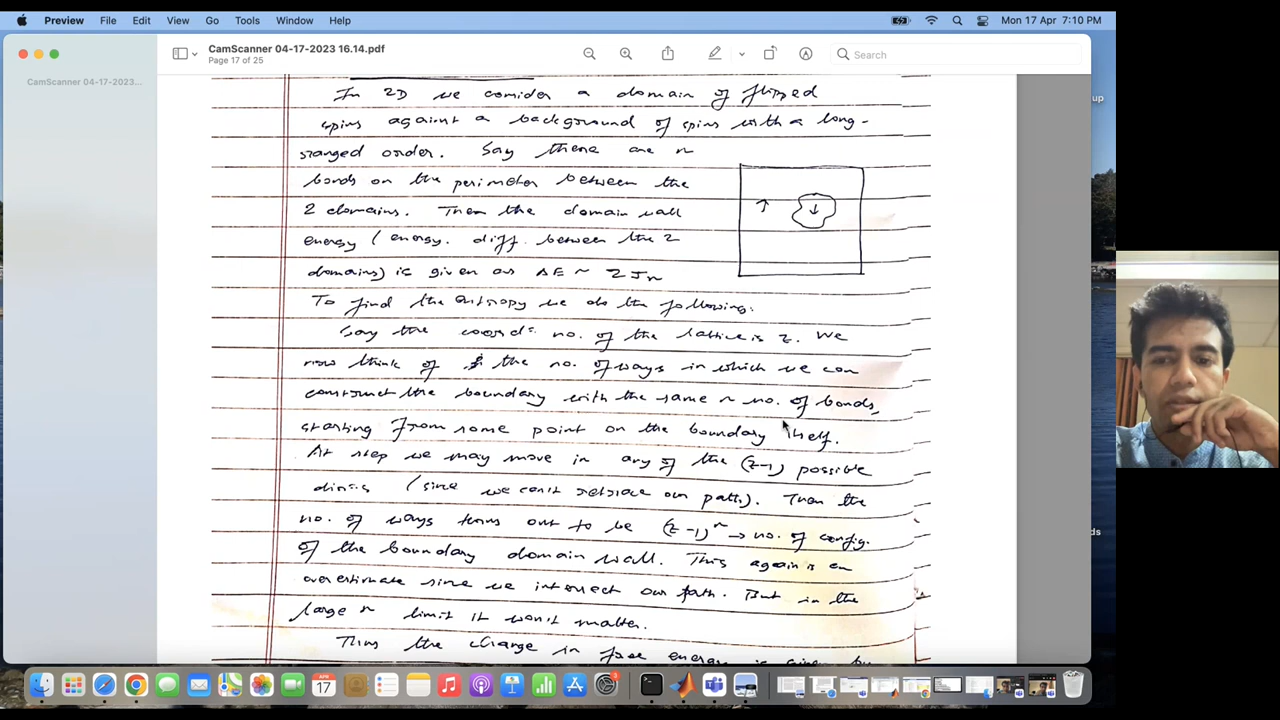 Preview File Edit View Go Tools Window Help
Mon 17 Apr 7:10 PM
CamScanner 04-17-2023 16.14.pdf
Page 17 of 25
Search
CamScanner 04-17-2023...
In 2D we consider a domain of flipped
spins against a background of spins with a long-
ranged order. Say there are n
bonds on the perimeter between the
2 domains. Then the domain wall
energy (energy. diff. between the 2
domains) is given as ΔE ~ 2Jn
↑ ↓
To find the entropy we do the following:
Say the no. of the lattice is z. We
now think of the no. of ways in which we can
construct the boundary with the same n no. of bonds,
starting from some point on the boundary itself.
At step we may move in any of the (z-1) possible
(since we can't retrace our path). Then the
no. of ways turns out to be (z-1)ⁿ → no. of config.
of the boundary domain wall. This again is an
overestimate since we intersect our path. But in the
large n limit it won't matter.
Thus the change in free energy is given by
17